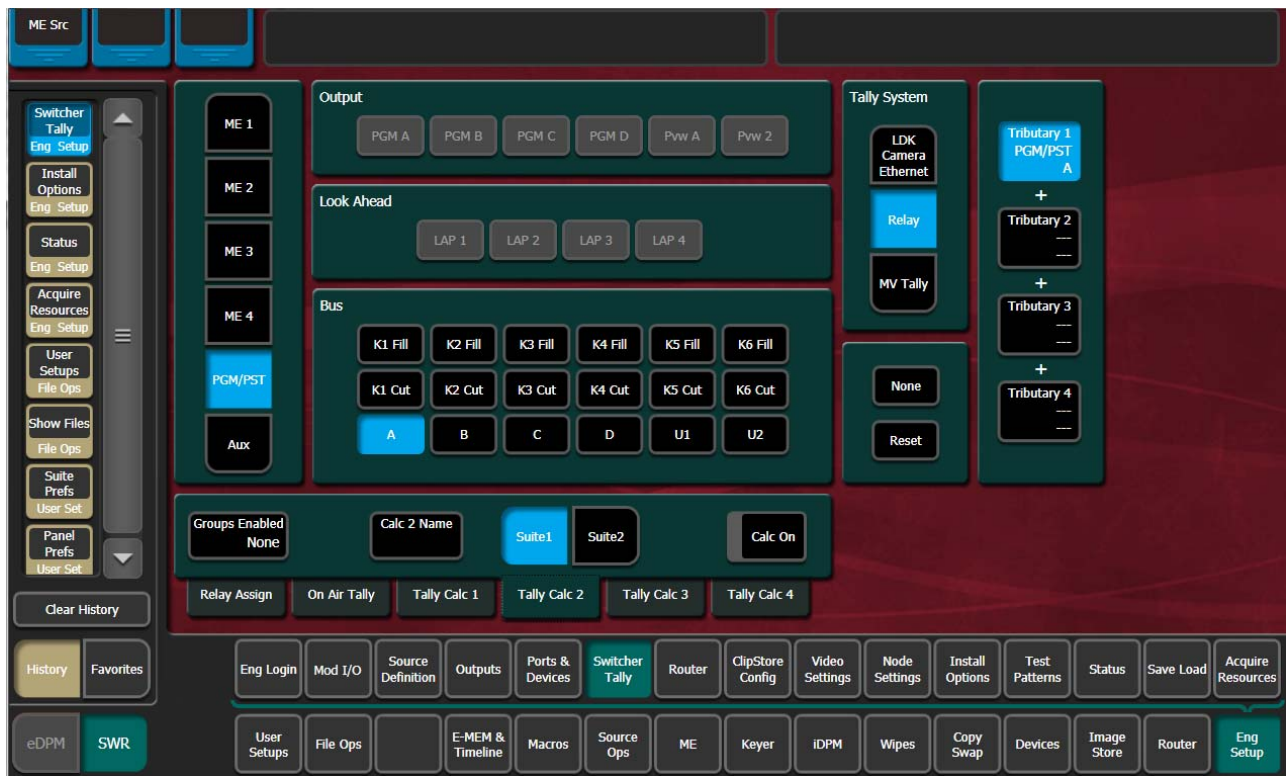 ME Src
Switcher
Tally
Eng Setup
Install
Options
Eng Setup
Status
Eng Setup
Acquire
Resources
Eng Setup
User
Setups
File Ops
Show Files
File Ops
Suite
Prefs
User Set
Panel
Prefs
User Set
Clear History
History
Favorites
eDPM
SWR
ME 1
ME 2
ME 3
ME 4
PGM/PST
Aux
Output
PGM A
PGM B
PGM C
PGM D
Pvw A
Pvw 2
Look Ahead
LAP 1
LAP 2
LAP 3
LAP 4
Bus
K1 Fill
K2 Fill
K3 Fill
K4 Fill
K5 Fill
K6 Fill
K1 Cut
K2 Cut
K3 Cut
K4 Cut
K5 Cut
K6 Cut
A
B
C
D
U1
U2
Tally System
LDK
Camera
Ethernet
Relay
MV Tally
None
Reset
Tributary 1
PGM/PST
A
+
Tributary 2
---
---
+
Tributary 3
---
---
+
Tributary 4
---
---
Groups Enabled
None
Calc 2 Name
Suite1
Suite2
Calc On
Relay Assign
On Air Tally
Tally Calc 1
Tally Calc 2
Tally Calc 3
Tally Calc 4
Eng Login
Mod I/O
Source
Definition
Outputs
Ports &
Devices
Switcher
Tally
Router
ClipStore
Config
Video
Settings
Node
Settings
Install
Options
Test
Patterns
Status
Save Load
Acquire
Resources
User
Setups
File Ops
E-MEM &
Timeline
Macros
Source
Ops
ME
Keyer
iDPM
Wipes
Copy
Swap
Devices
Image
Store
Router
Eng
Setup